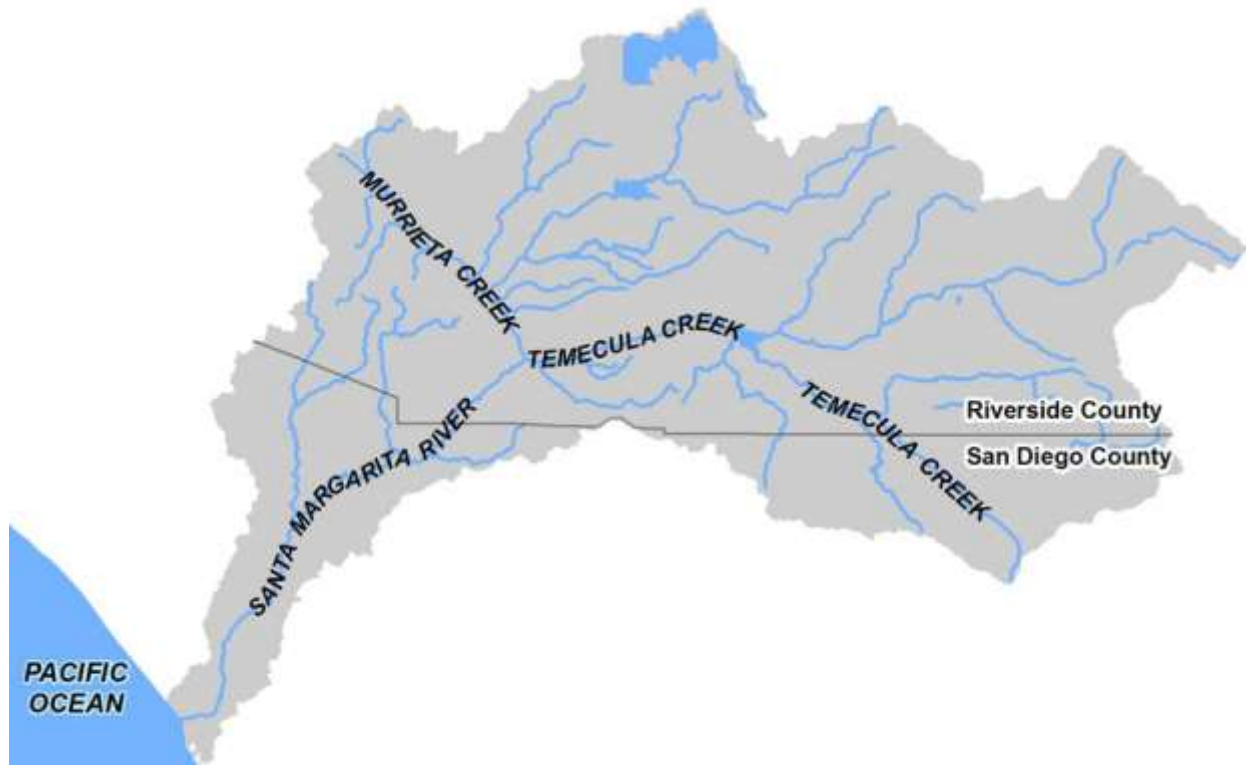 MURRIETA CREEK
TEMECULA CREEK
TEMECULA CREEK
Riverside County
San Diego County
SANTA MARGARITA RIVER
PACIFIC
OCEAN